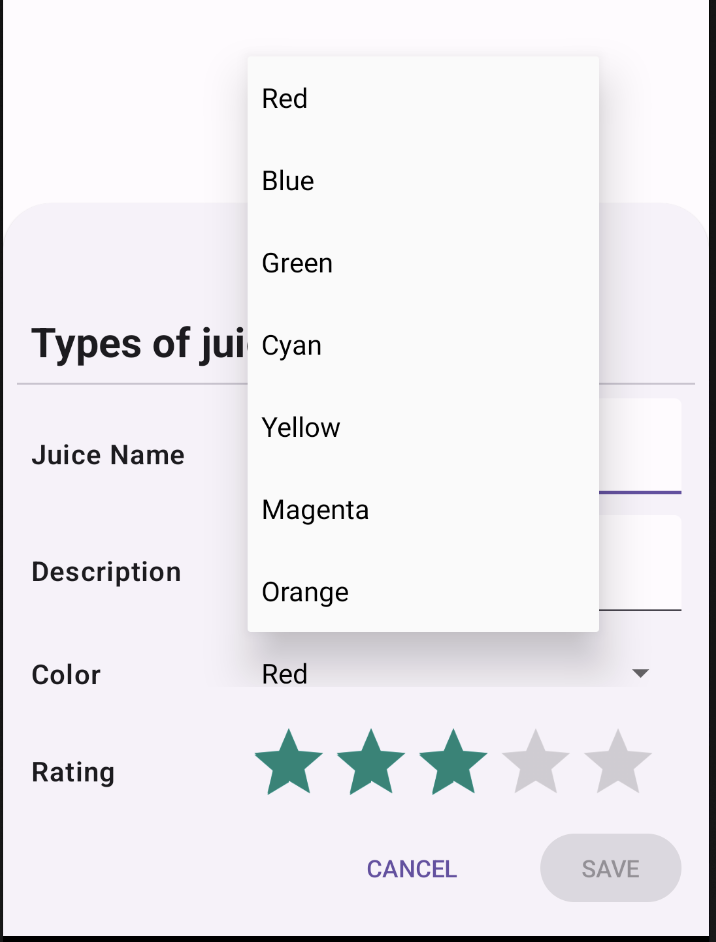 Red
Blue
Green
Types of jui
Cyan
Yellow
Juice Name
Magenta
Description
Orange
Color
Red
Rating
CANCEL
SAVE